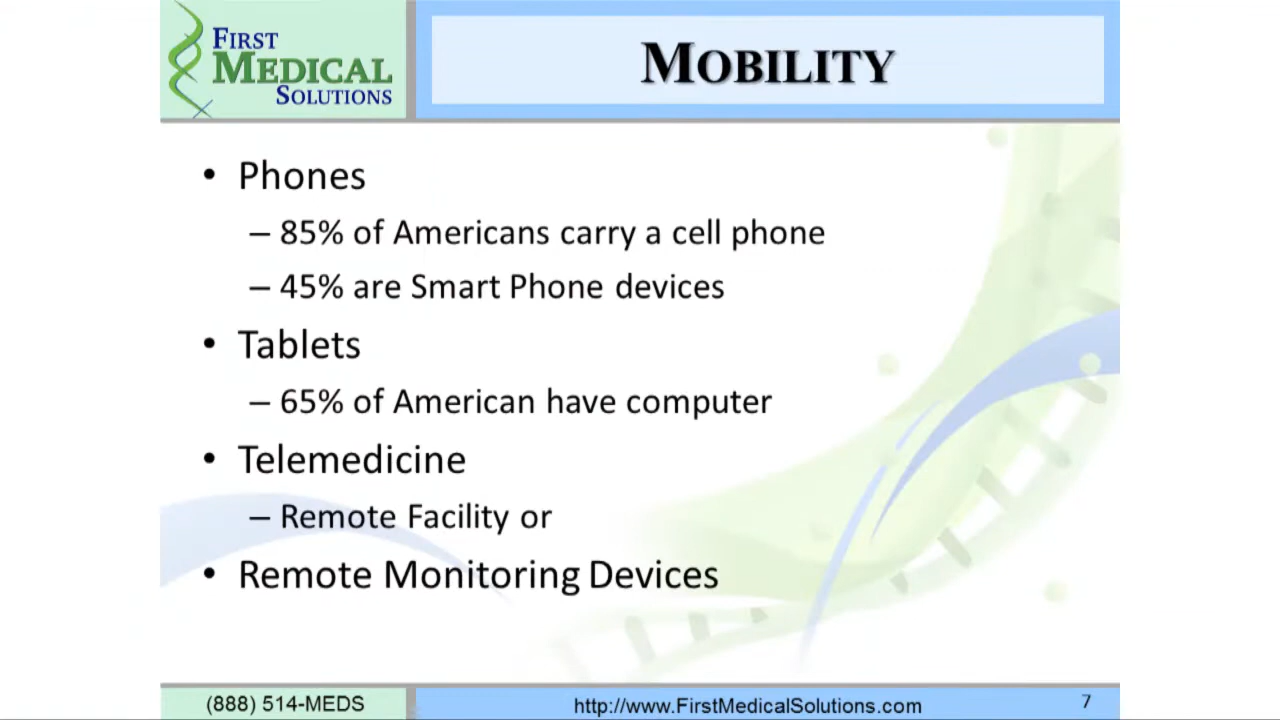 FIRST
MEDICAL
SOLUTIONS
MOBILITY
• Phones
– 85% of Americans carry a cell phone
– 45% are Smart Phone devices
• Tablets
– 65% of American have computer
• Telemedicine
– Remote Facility or
• Remote Monitoring Devices
(888) 514-MEDS
http://www.FirstMedicalSolutions.com
7